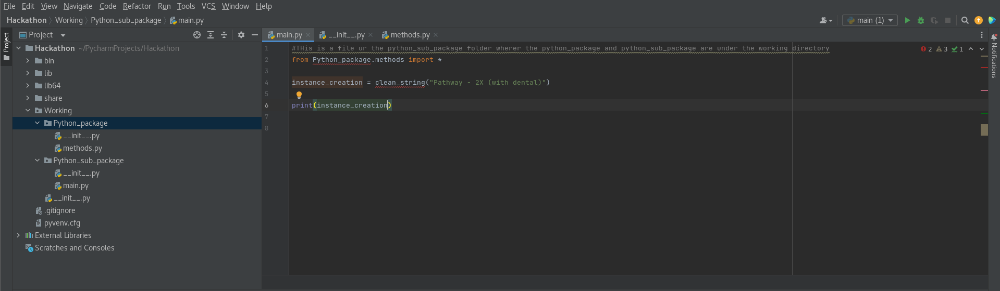 File Edit View Navigate Code Refactor Run Tools VCS Window Help
Hackathon Working Python_sub_package main.py
main (1)
Project
Project
main.py __init__.py methods.py
Notifications
Hackathon ~/PycharmProjects/Hackathon
bin
lib
lib64
share
Working
Python_package
__init__.py
methods.py
Python_sub_package
__init__.py
main.py
__init__.py
.gitignore
pyvenv.cfg
External Libraries
Scratches and Consoles
1 #THis is a file ur the python_sub_package folder wherer the python_package and python_sub_package are under the working directory
2 3 1
2 from Python_package.methods import *
3
4 instance_creation = clean_string("Pathway - 2X (with dental)")
5
6 print(instance_creation)
7
8